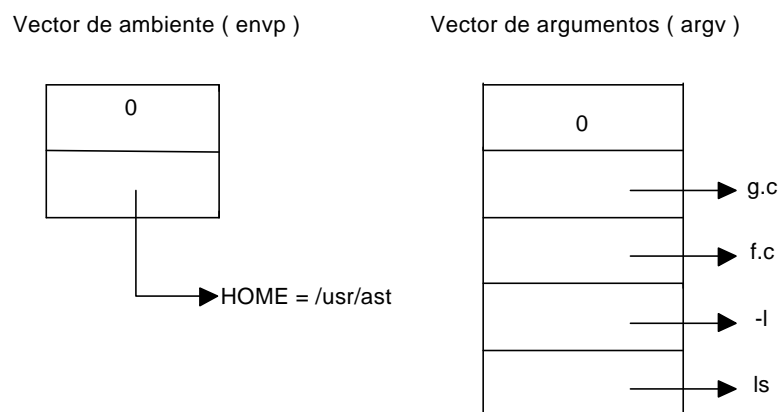 Vector de ambiente ( envp )
Vector de argumentos ( argv )
0
HOME = /usr/ast
0
g.c
f.c
-l
ls